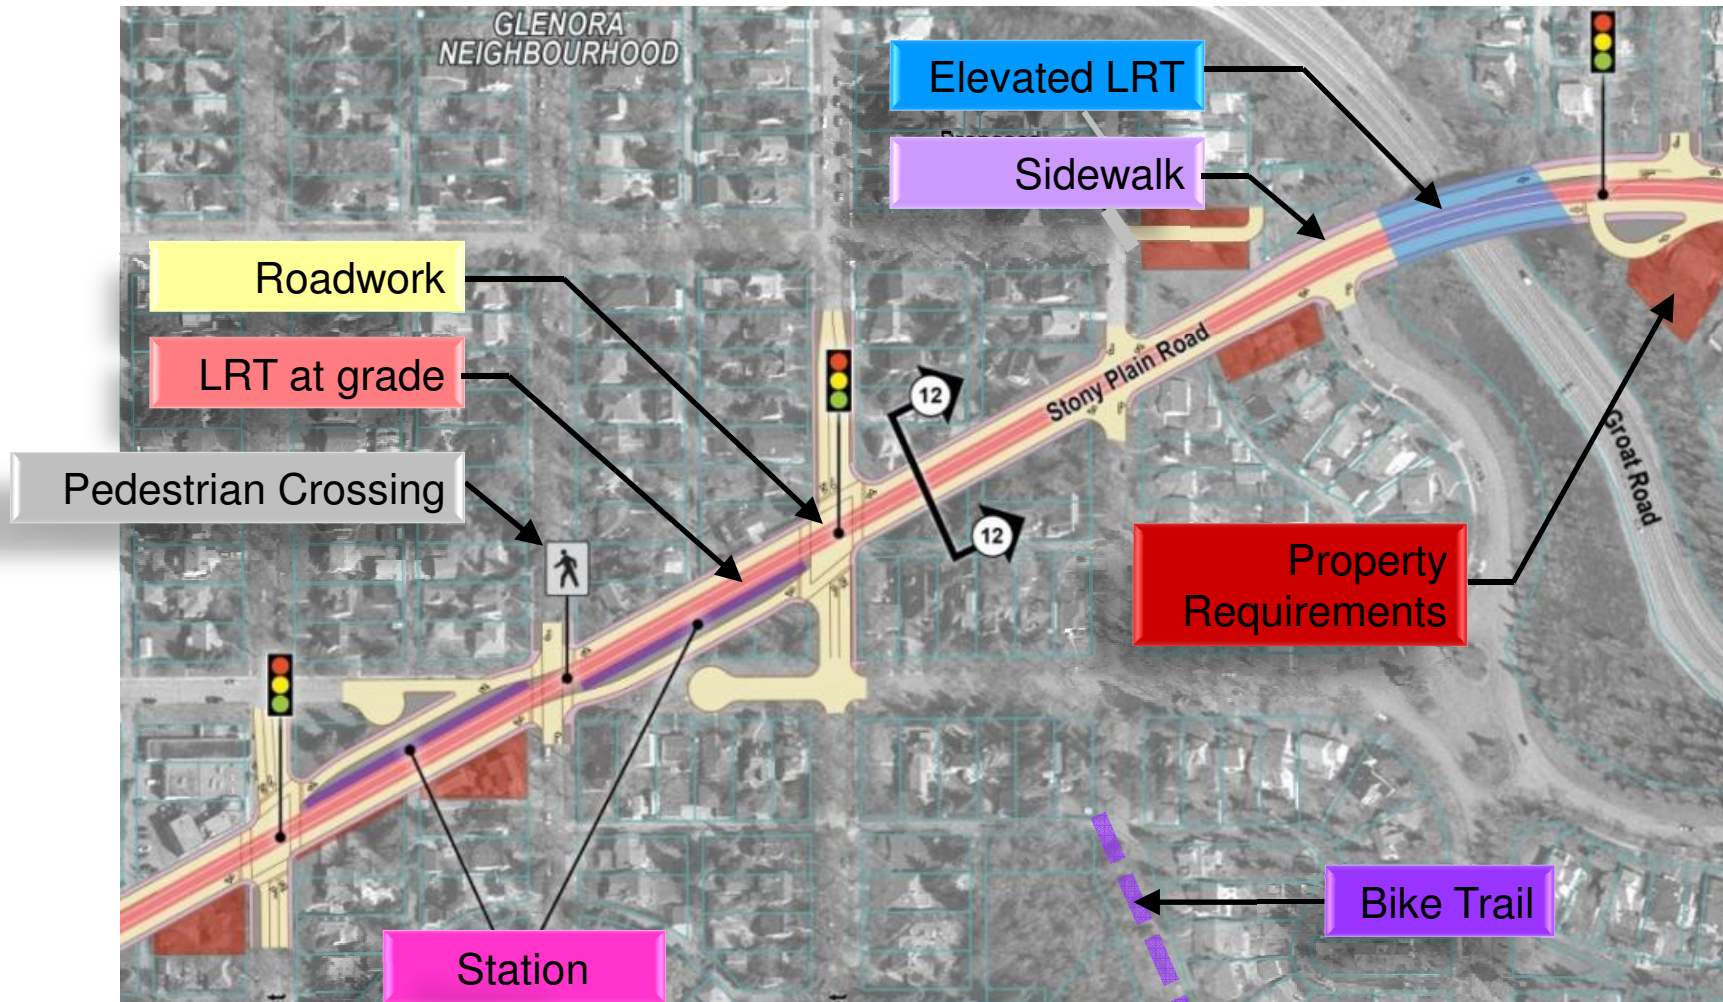 GLENORA
NEIGHBOURHOOD
Elevated LRT
Sidewalk
Roadwork
LRT at grade
12
Stony Plain Road
Pedestrian Crossing
Groat Road
12
Property
Requirements
Bike Trail
Station